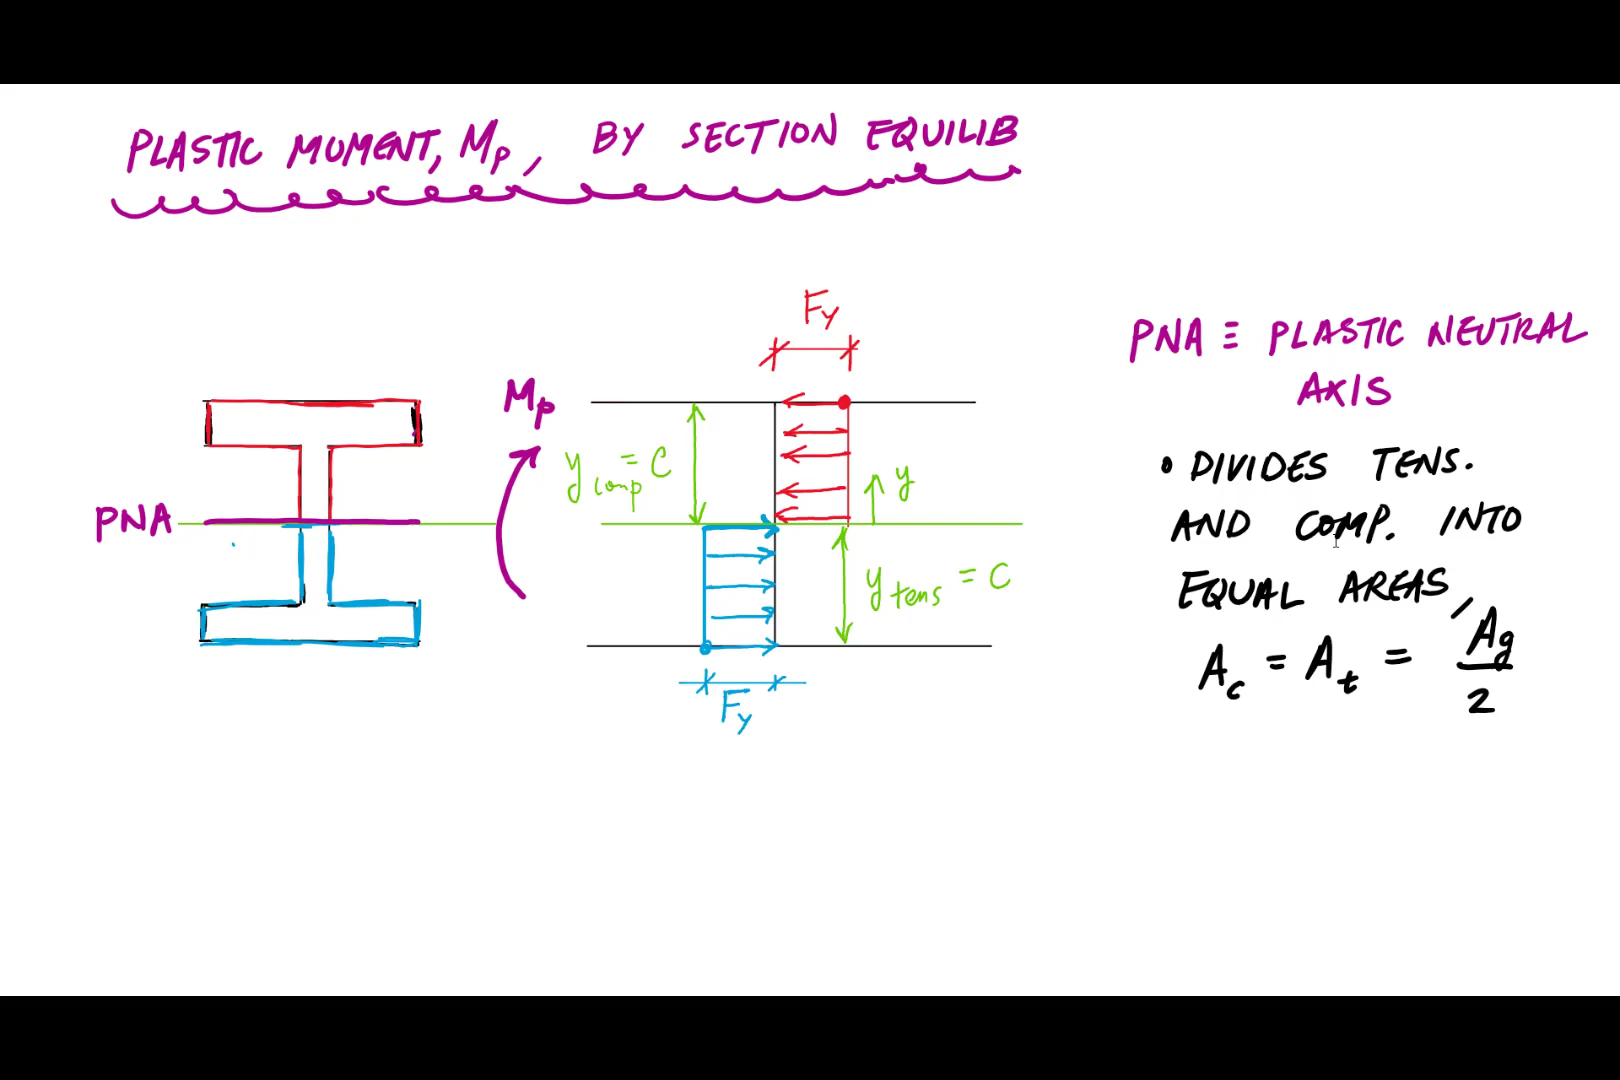 PLASTIC MOMENT, Mp, BY SECTION EQUILIB
Fy
PNA ≡ PLASTIC NEUTRAL
AXIS
Mp
y comp = C
y
• DIVIDES TENS.
AND COMP. INTO
PNA
EQUAL AREAS,
y tens = C
Ac = At = Ag/2
Fy